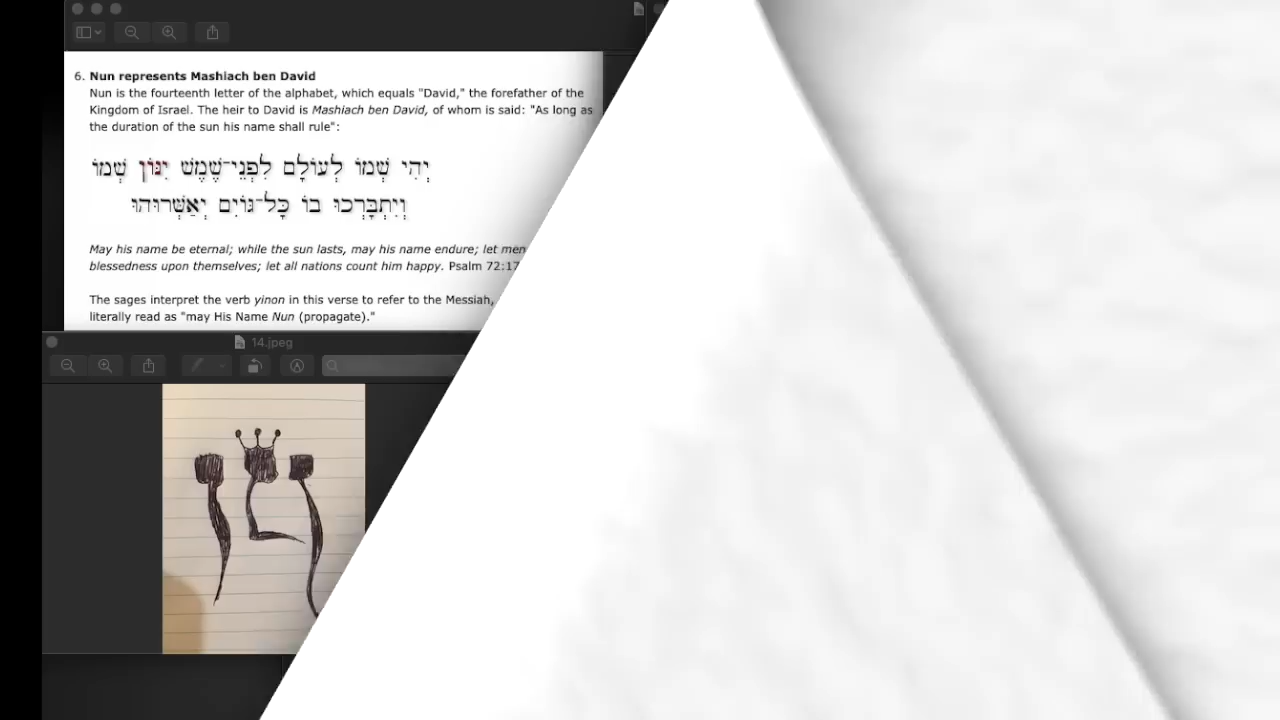 6. Nun represents Mashiach ben David
Nun is the fourteenth letter of the alphabet, which equals "David," the forefather of the
Kingdom of Israel. The heir to David is Mashiach ben David, of whom is said: "As long as
the duration of the sun his name shall rule":
יְהִי שְׁמוֹ לְעוֹלָם לִפְנֵי־שֶׁמֶשׁ יִנּוֹן שְׁמוֹ
וְיִתְבָּרְכוּ בוֹ כָּל־גּוֹיִם יְאַשְּׁרוּהוּ
May his name be eternal; while the sun lasts, may his name endure; let men
blessedness upon themselves; let all nations count him happy. Psalm 72:17
The sages interpret the verb yinon in this verse to refer to the Messiah,
literally read as "may His Name Nun (propagate)."
14.jpeg
ןנו